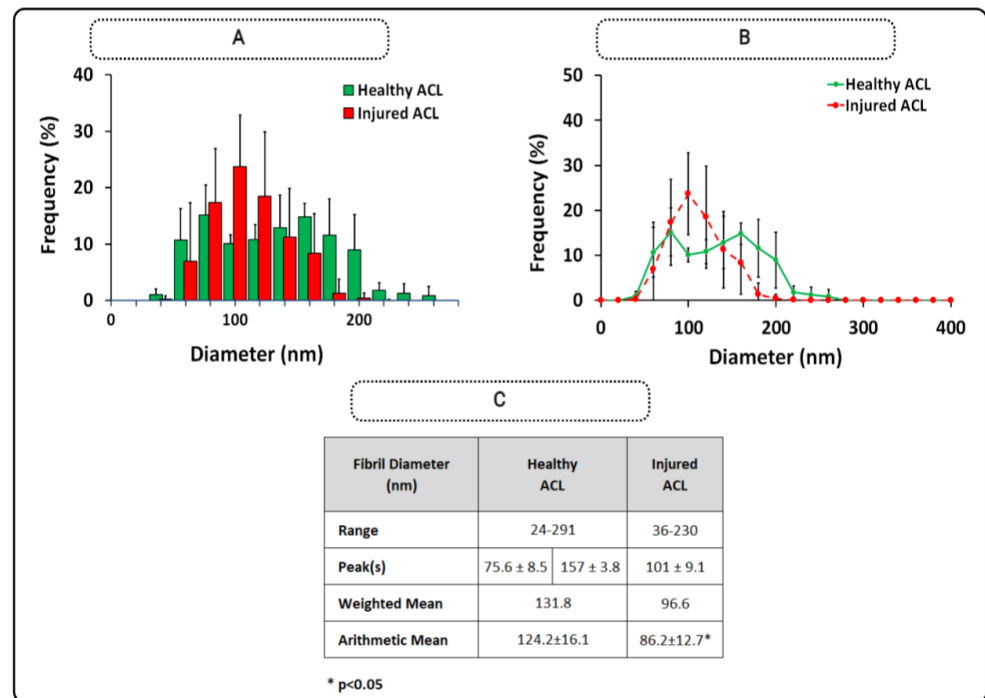 A
40
30
20
10
0
Frequency (%)
Healthy ACL
Injured ACL
0 100 200
Diameter (nm)
B
50
40
30
20
10
0
Frequency (%)
Healthy ACL
Injured ACL
0 100 200 300 400
Diameter (nm)
C
Fibril Diameter Healthy Injured
(nm) ACL ACL
Range 24-291 36-230
Peak(s) 75.6 ± 8.5 157 ± 3.8 101 ± 9.1
Weighted Mean 131.8 96.6
Arithmetic Mean 124.2±16.1 86.2±12.7*
* p<0.05